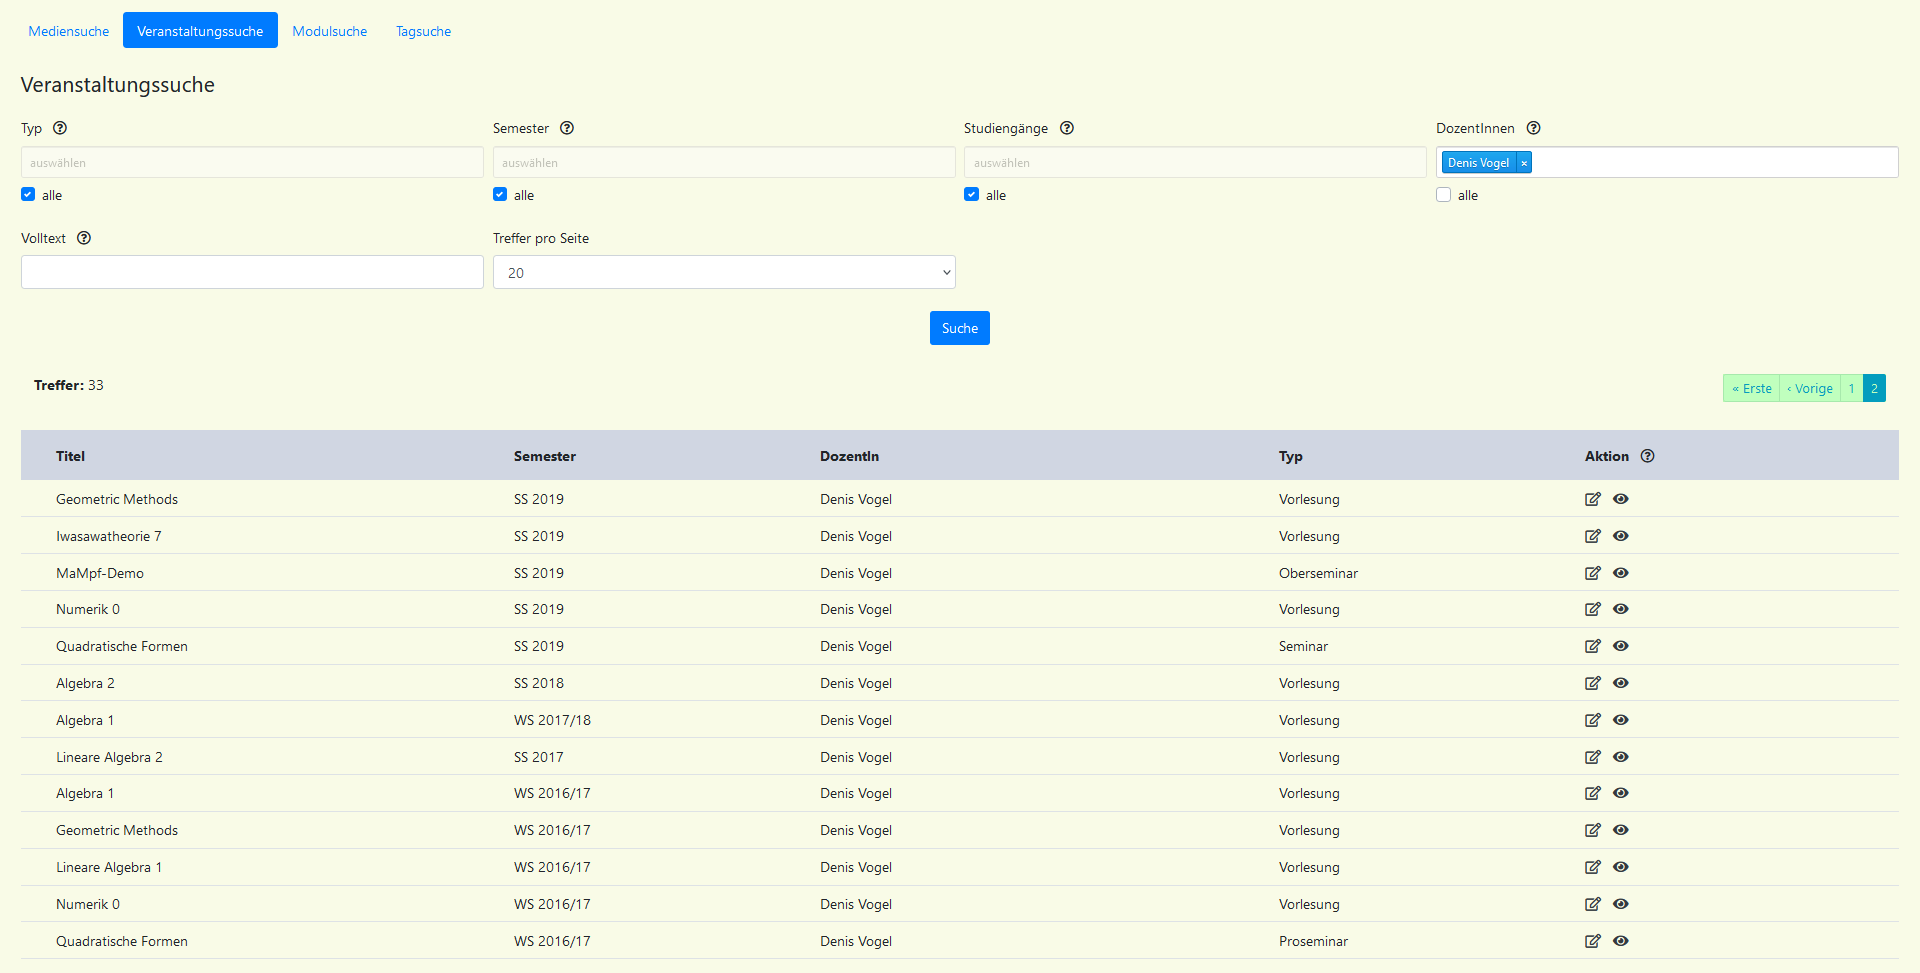 Mediensuche Veranstaltungssuche Modulsuche Tagsuche
Veranstaltungssuche
Typ Semester Studiengänge DozentInnen
auswählen auswählen auswählen Denis Vogel ×
alle alle alle alle
Volltext Treffer pro Seite
20
Suche
Treffer: 33 « Erste ‹ Vorige 1 2
Titel Semester DozentIn Typ Aktion
Geometric Methods SS 2019 Denis Vogel Vorlesung
Iwasawatheorie 7 SS 2019 Denis Vogel Vorlesung
MaMpf-Demo SS 2019 Denis Vogel Oberseminar
Numerik 0 SS 2019 Denis Vogel Vorlesung
Quadratische Formen SS 2019 Denis Vogel Seminar
Algebra 2 SS 2018 Denis Vogel Vorlesung
Algebra 1 WS 2017/18 Denis Vogel Vorlesung
Lineare Algebra 2 SS 2017 Denis Vogel Vorlesung
Algebra 1 WS 2016/17 Denis Vogel Vorlesung
Geometric Methods WS 2016/17 Denis Vogel Vorlesung
Lineare Algebra 1 WS 2016/17 Denis Vogel Vorlesung
Numerik 0 WS 2016/17 Denis Vogel Vorlesung
Quadratische Formen WS 2016/17 Denis Vogel Proseminar